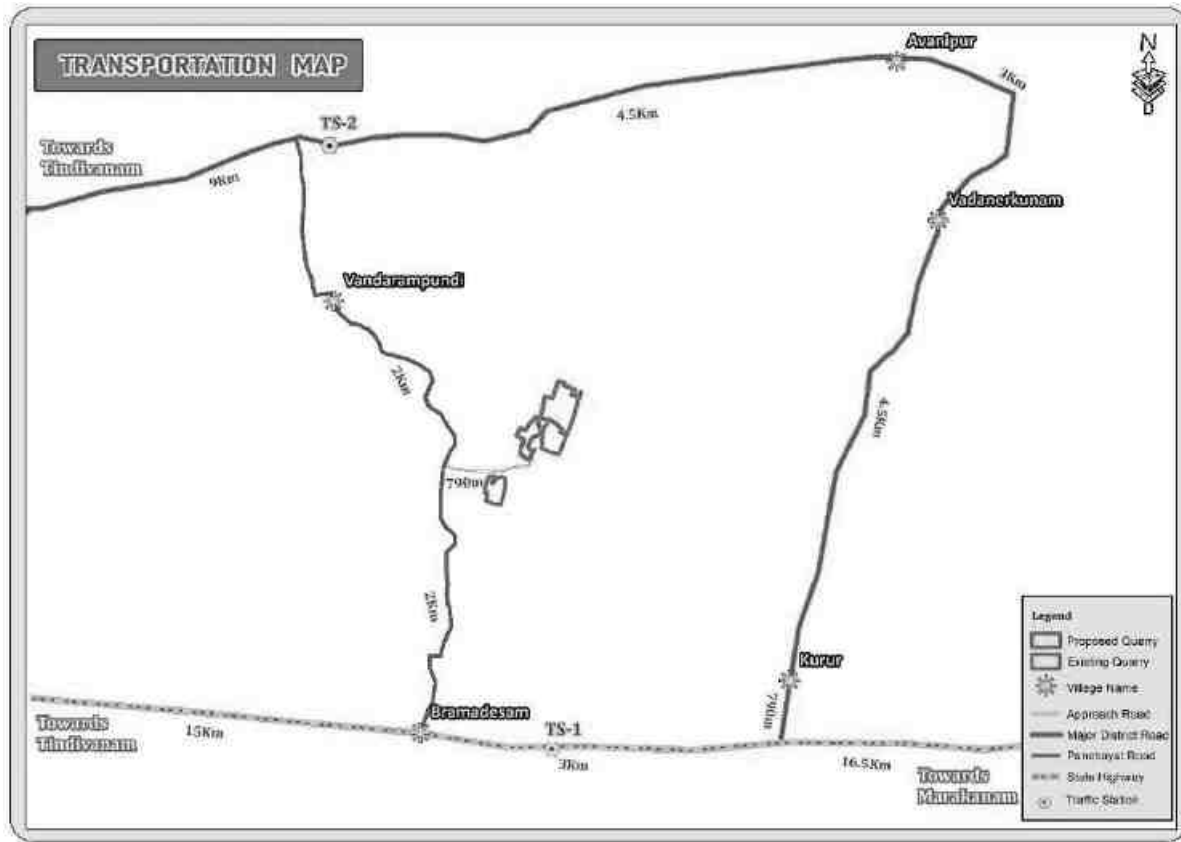 TRANSPORTATION MAP
N
Avanipur
3Km
4.5Km
TS-2
Towards
Tindivanam
9Km
Vadanerkunam
Vandarampundi
2Km
4.5Km
790m
2Km
Kurur
790m
Bramadesam
TS-1
Towards
Tindivanam
15Km
3Km
16.5Km
Towards
Marakanam
Legend
Proposed Quarry
Existing Quarry
Village Name
Approach Road
Major District Road
Panchayat Road
State Highway
Traffic Station